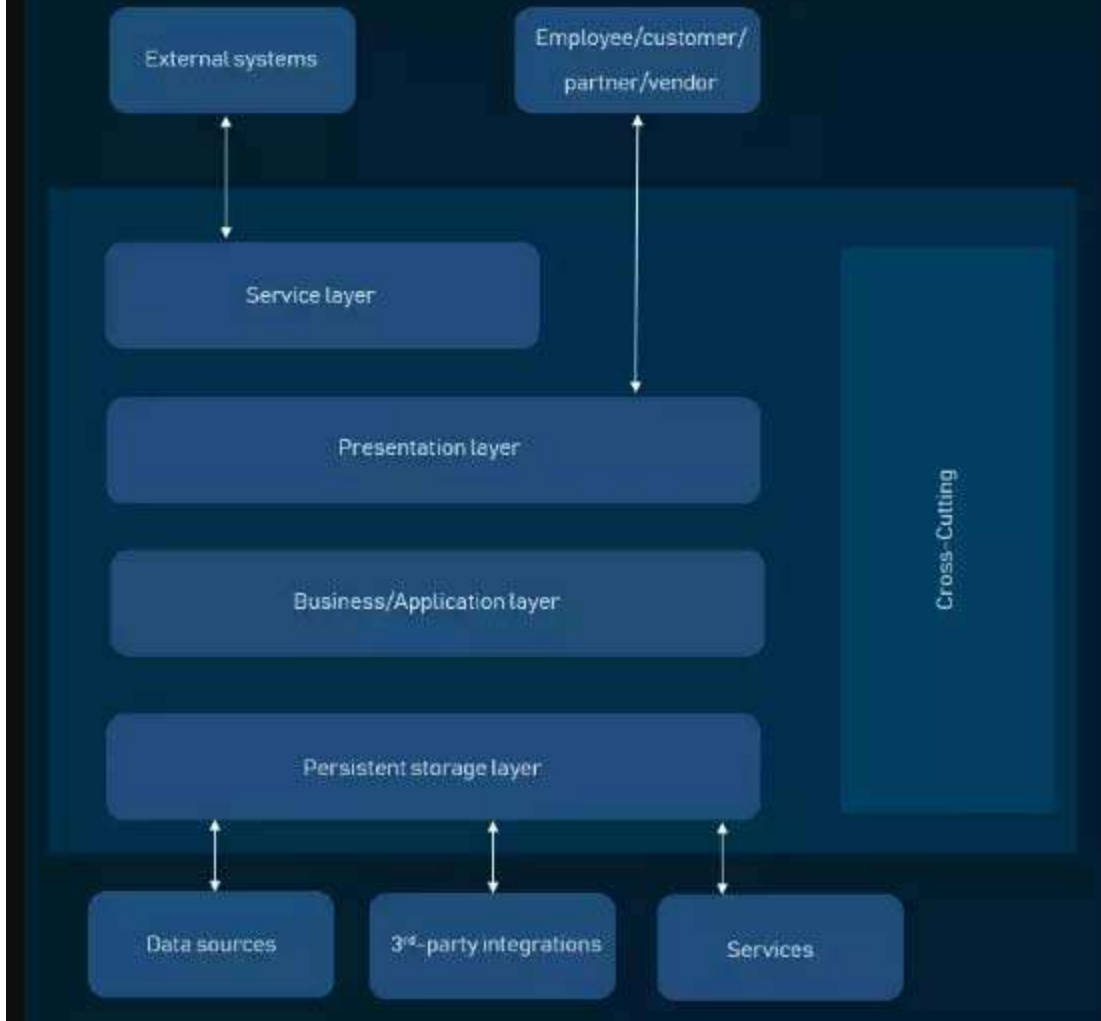 External systems
Employee/customer/
partner/vendor
Service layer
Presentation layer
Cross-Cutting
Business/Application layer
Persistent storage layer
Data sources
3rd-party integrations
Services